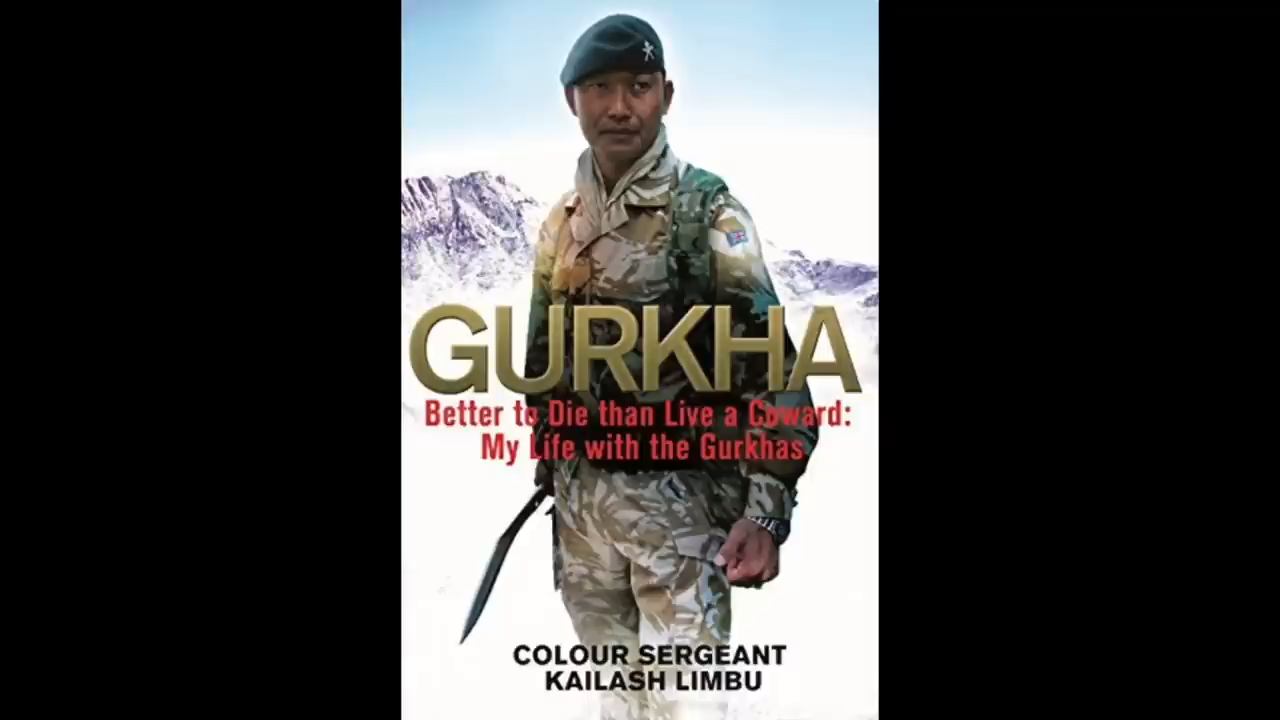 GURKHA
Better to Die than Live a Coward:
My Life with the Gurkhas
COLOUR SERGEANT
KAILASH LIMBU